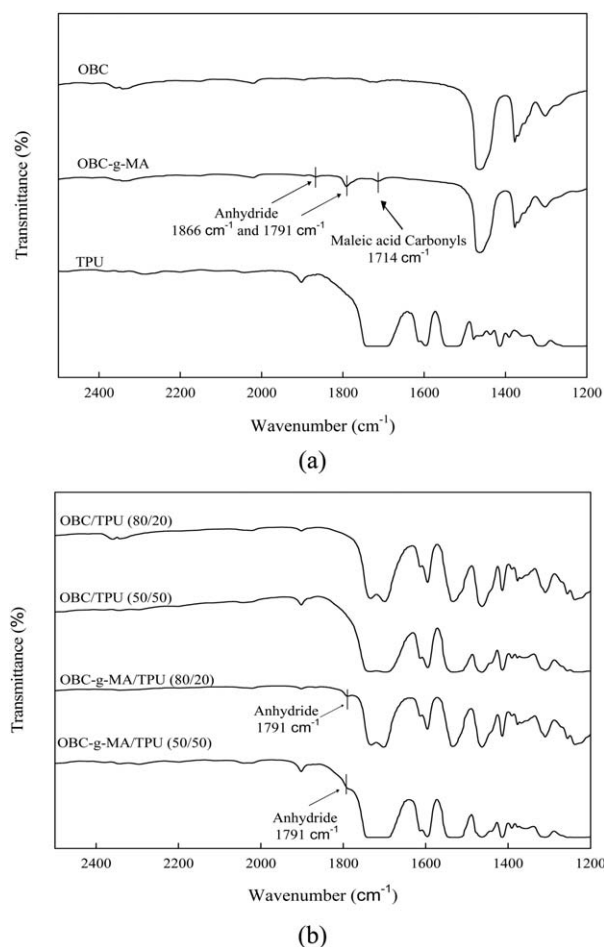 OBC
OBC-g-MA
Anhydride
1866 cm⁻¹ and 1791 cm⁻¹
Maleic acid Carbonyls
1714 cm⁻¹
TPU
Transmittance (%)
2400 2200 2000 1800 1600 1400 1200
Wavenumber (cm⁻¹)
(a)
OBC/TPU (80/20)
OBC/TPU (50/50)
OBC-g-MA/TPU (80/20)
Anhydride
1791 cm⁻¹
OBC-g-MA/TPU (50/50)
Anhydride
1791 cm⁻¹
Transmittance (%)
2400 2200 2000 1800 1600 1400 1200
Wavenumber (cm⁻¹)
(b)